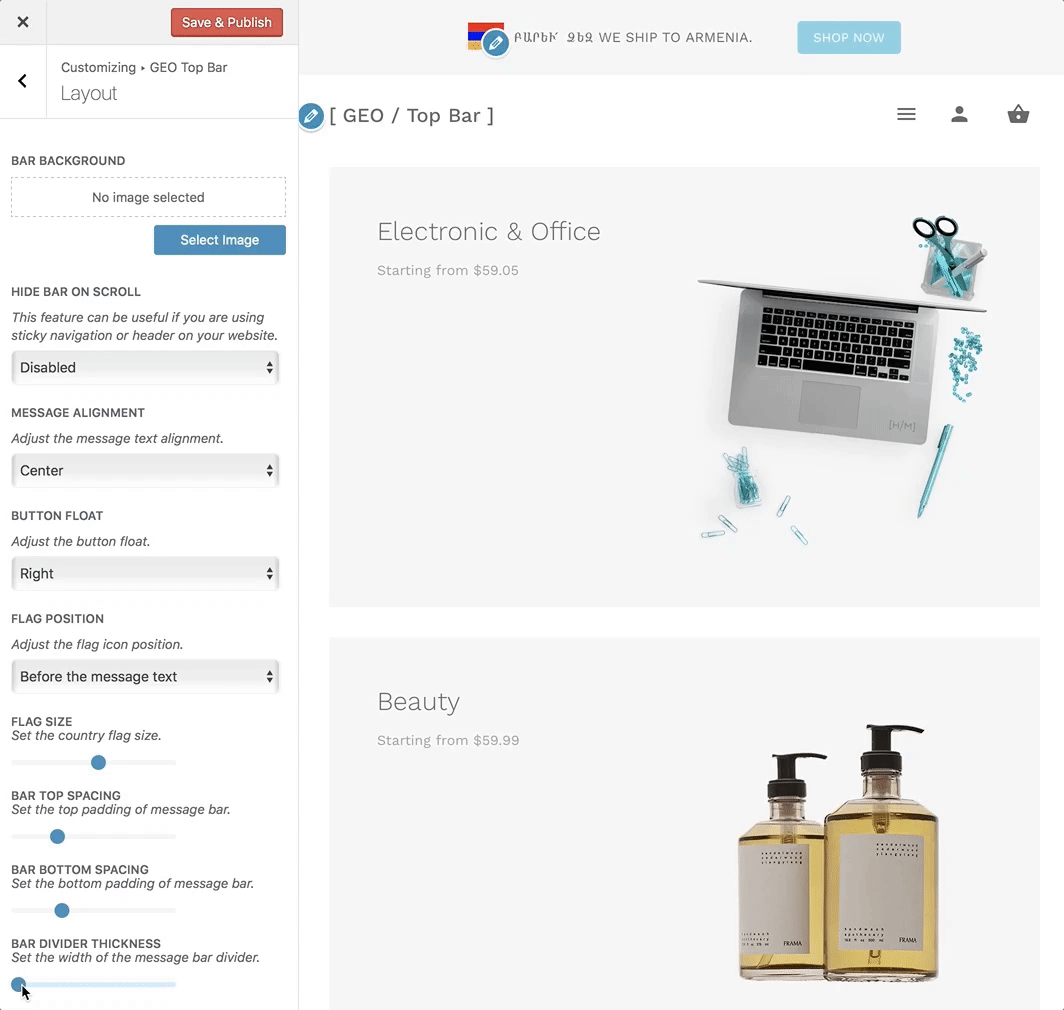 Save & Publish
Customizing ▸ GEO Top Bar
Layout
BAR BACKGROUND
No image selected
Select Image
HIDE BAR ON SCROLL
This feature can be useful if you are using
sticky navigation or header on your website.
Disabled
MESSAGE ALIGNMENT
Adjust the message text alignment.
Center
BUTTON FLOAT
Adjust the button float.
Right
FLAG POSITION
Adjust the flag icon position.
Before the message text
FLAG SIZE
Set the country flag size.
BAR TOP SPACING
Set the top padding of message bar.
BAR BOTTOM SPACING
Set the bottom padding of message bar.
BAR DIVIDER THICKNESS
Set the width of the message bar divider.
ԲԱՐԵՒ ՁԵԶ WE SHIP TO ARMENIA.
SHOP NOW
[ GEO / Top Bar ]
Electronic & Office
Starting from $59.05
[H/M]
Beauty
Starting from $59.99
FRAMA
FRAMA